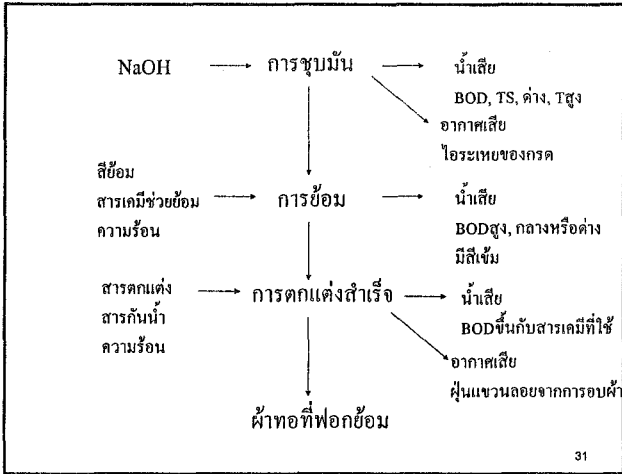 NaOH
การชุบมัน
น้ำเสีย
BOD, TS, ด่าง, Tสูง
อากาศเสีย
ไอระเหยของกรด
สีย้อม
สารเคมีช่วยย้อม
ความร้อน
การย้อม
น้ำเสีย
BODสูง, กลางหรือด่าง
มีสีเข้ม
สารตกแต่ง
สารกันน้ำ
ความร้อน
การตกแต่งสำเร็จ
น้ำเสีย
BODขึ้นกับสารเคมีที่ใช้
อากาศเสีย
ฝุ่นแขวนลอยจากการอบผ้า
ผ้าทอที่ฟอกย้อม
31